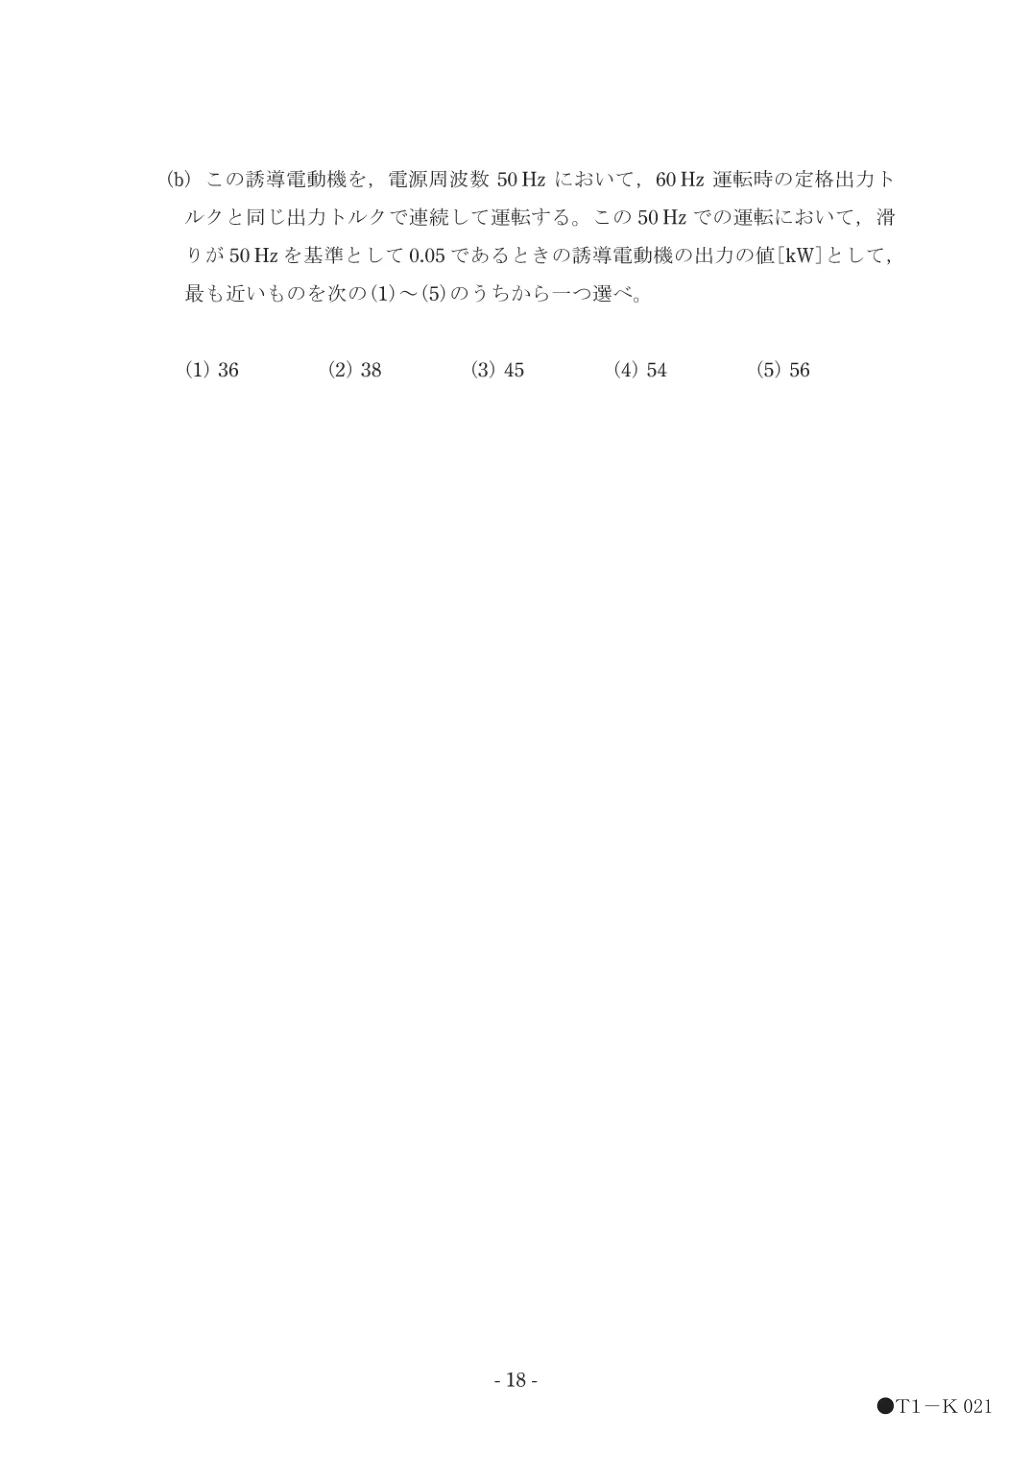 (b) この誘導電動機を，電源周波数 50 Hz において，60 Hz 運転時の定格出力ト
ルクと同じ出力トルクで連続して運転する。この 50 Hz での運転において，滑
りが 50 Hz を基準として 0.05 であるときの誘導電動機の出力の値[kW]として，
最も近いものを次の(1)～(5)のうちから一つ選べ。
(1) 36 (2) 38 (3) 45 (4) 54 (5) 56
- 18 -
●T1－K 021